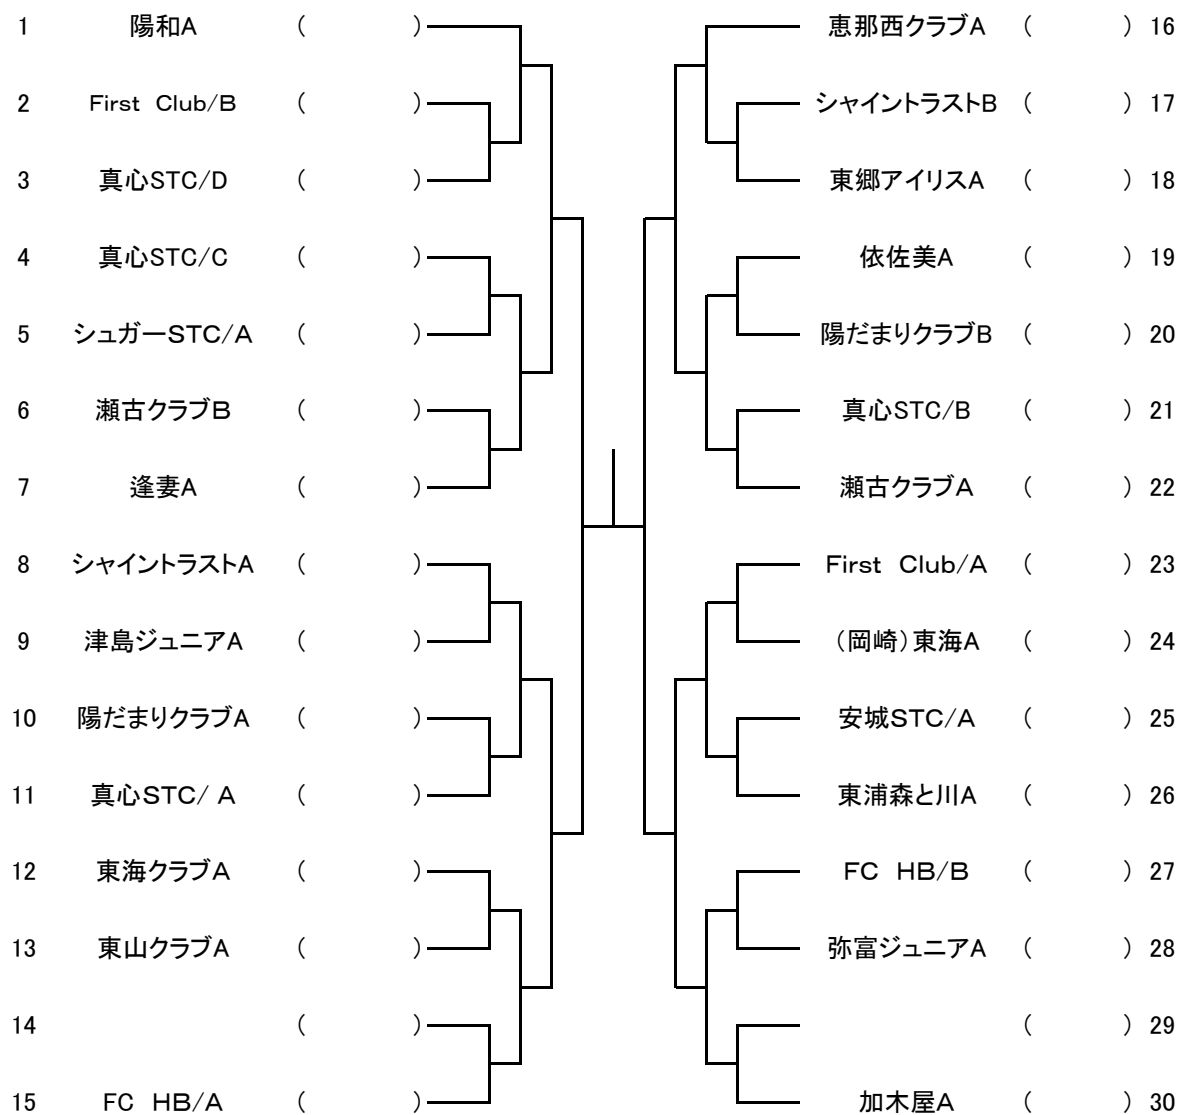 1 陽和A ( ) 恵那西クラブA ( ) 16
2 First Club/B ( ) シャイントラストB ( ) 17
3 真心STC/D ( ) 東郷アイリスA ( ) 18
4 真心STC/C ( ) 依佐美A ( ) 19
5 シュガーSTC/A ( ) 陽だまりクラブB ( ) 20
6 瀬古クラブB ( ) 真心STC/B ( ) 21
7 逢妻A ( ) 瀬古クラブA ( ) 22
8 シャイントラストA ( ) First Club/A ( ) 23
9 津島ジュニアA ( ) (岡崎)東海A ( ) 24
10 陽だまりクラブA ( ) 安城STC/A ( ) 25
11 真心STC/ A ( ) 東浦森と川A ( ) 26
12 東海クラブA ( ) FC HB/B ( ) 27
13 東山クラブA ( ) 弥富ジュニアA ( ) 28
14 ( ) ( ) 29
15 FC HB/A ( ) 加木屋A ( ) 30